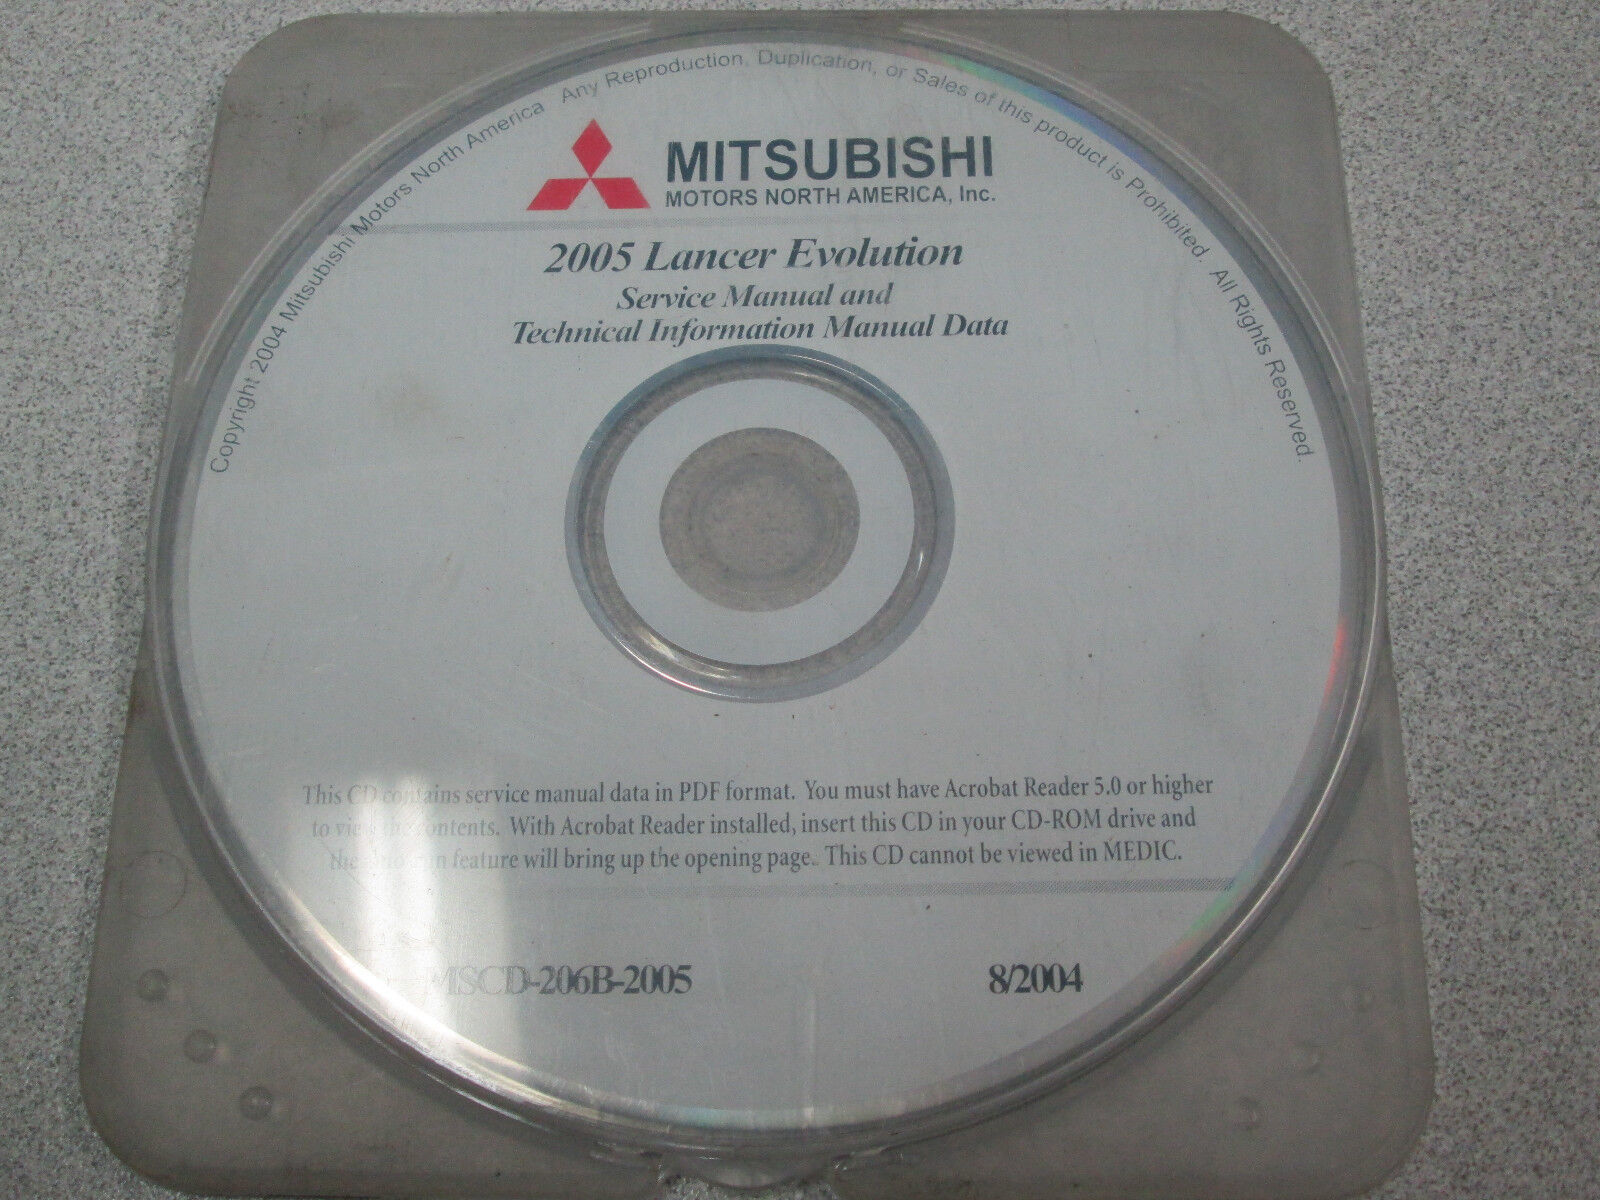 Copyright 2004 Mitsubishi Motors North America Any Reproduction, Duplication, or Sales of this product is Prohibited. All Rights Reserved.
MITSUBISHI
MOTORS NORTH AMERICA, Inc.
2005 Lancer Evolution
Service Manual and
Technical Information Manual Data
This CD contains service manual data in PDF format. You must have Acrobat Reader 5.0 or higher
to view the contents. With Acrobat Reader installed, insert this CD in your CD-ROM drive and
the feature will bring up the opening page. This CD cannot be viewed in MEDIC.
MSCD-206B-2005
8/2004